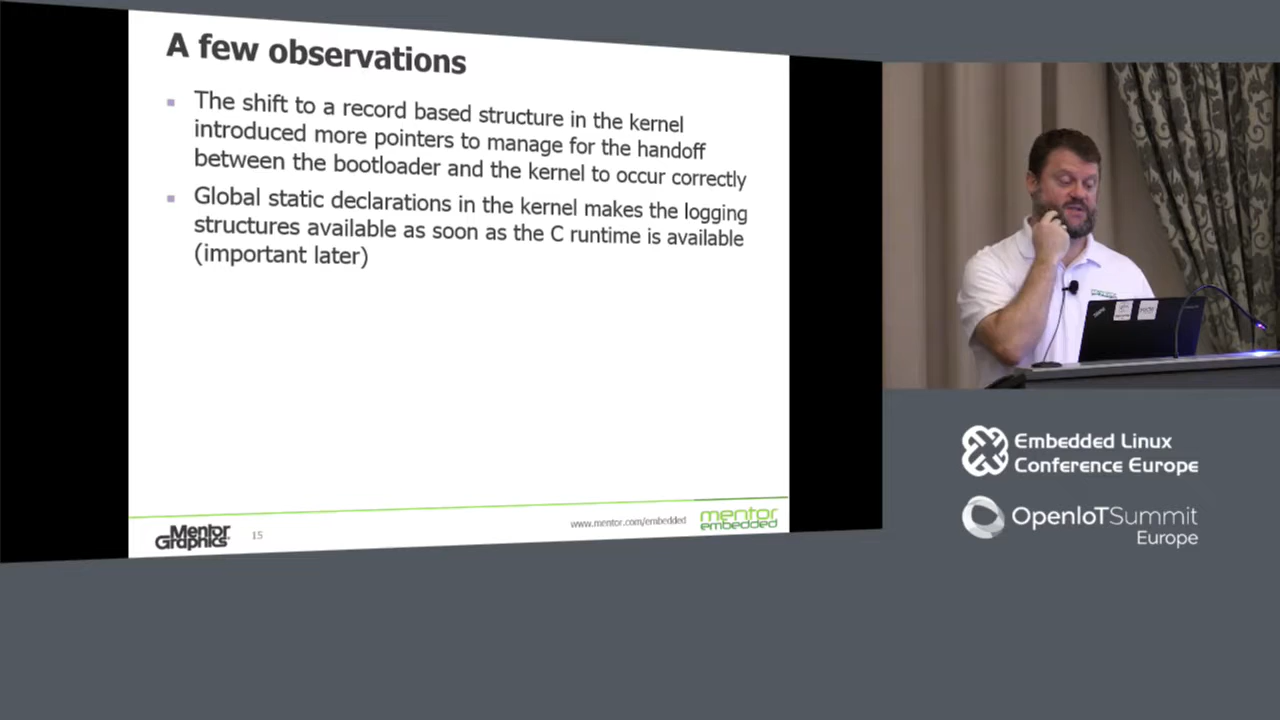 A few observations
The shift to a record based structure in the kernel
introduced more pointers to manage for the handoff
between the bootloader and the kernel to occur correctly
Global static declarations in the kernel makes the logging
structures available as soon as the C runtime is available
(important later)
Mentor
Graphics
15
www.mentor.com/embedded
mentor
embedded
Embedded Linux
Conference Europe
OpenIoTSummit
Europe